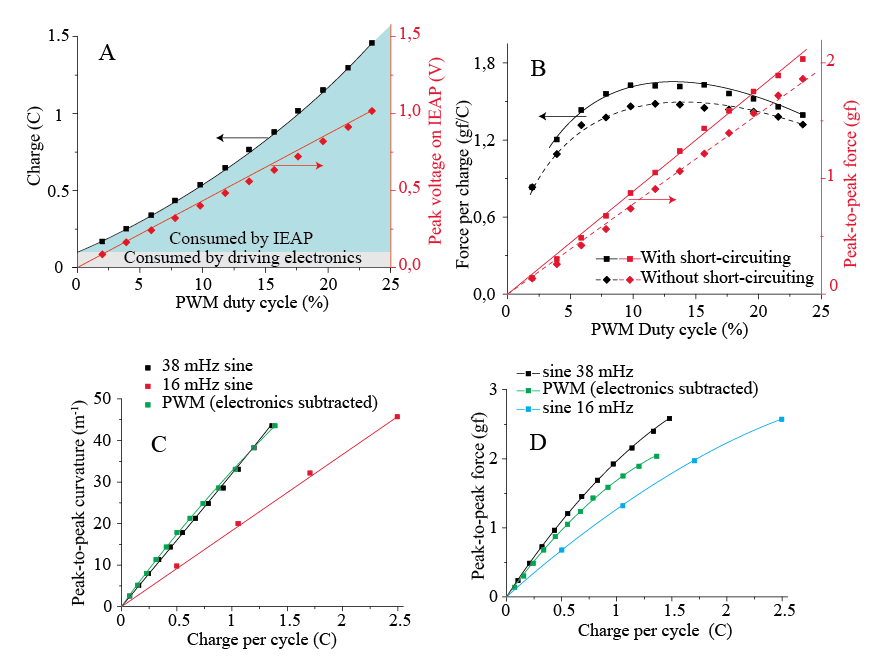 A
Charge (C)
1.5
1
0.5
0
1,5
1,0
0,5
0,0
Peak voltage on IEAP (V)
Consumed by IEAP
Consumed by driving electronics
0 5 10 15 20 25
PWM duty cycle (%)
B
Force per charge (gf/C)
1,8
1,2
0,6
0,0
2
1
0
Peak-to-peak force (gf)
With short-circuiting
Without short-circuiting
0 5 10 15 20 25
PWM Duty cycle (%)
38 mHz sine
16 mHz sine
PWM (electronics subtracted)
C
Peak-to-peak curvature (m⁻¹)
50
40
30
20
10
0
0 0.5 1 1.5 2 2.5
Charge per cycle (C)
sine 38 mHz
PWM (electronics subtracted)
sine 16 mHz
D
Peak-to-peak force (gf)
3
2
1
0
0 0.5 1 1.5 2 2.5
Charge per cycle (C)